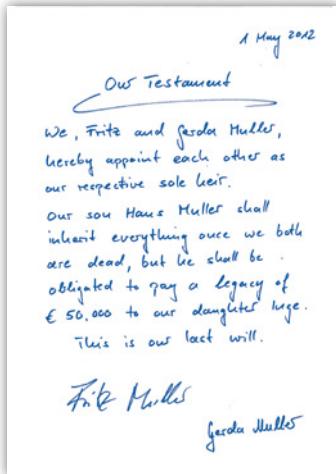 1 May 2012
Our Testament
We, Fritz and Gerda Muller,
hereby appoint each other as
our respective sole heir.
Our son Hans Muller shall
inherit everything once we both
are dead, but he shall be
obligated to pay a legacy of
€ 50.000 to our daughter Inge.
This is our last will.
Fritz Muller
Gerda Muller